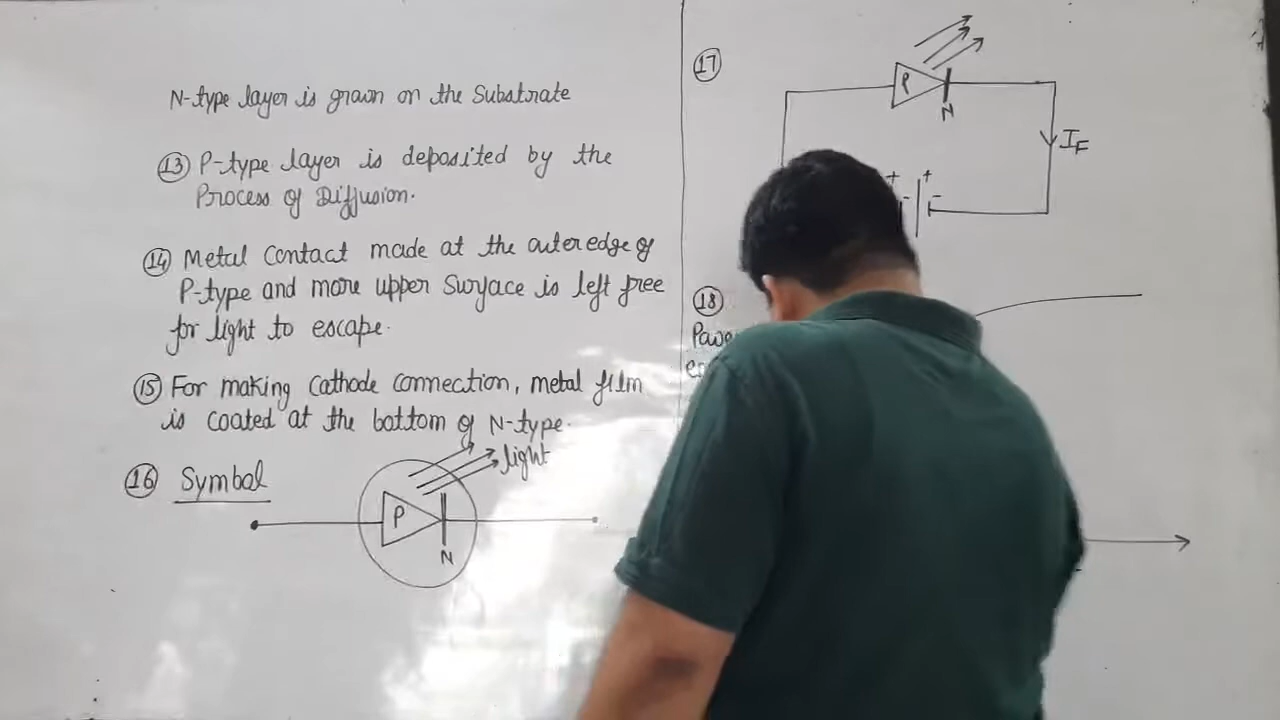 N-type layer is grown on the Substrate
13 P-type layer is deposited by the
Process of Diffusion.
14 Metal Contact made at the outer edge of
P-type and more upper Surface is left free
for light to escape.
15 For making Cathode Connection, metal film
is coated at the bottom of N-type.
16 Symbol
light
P
N
17
P
N
IF
+ - + -
18